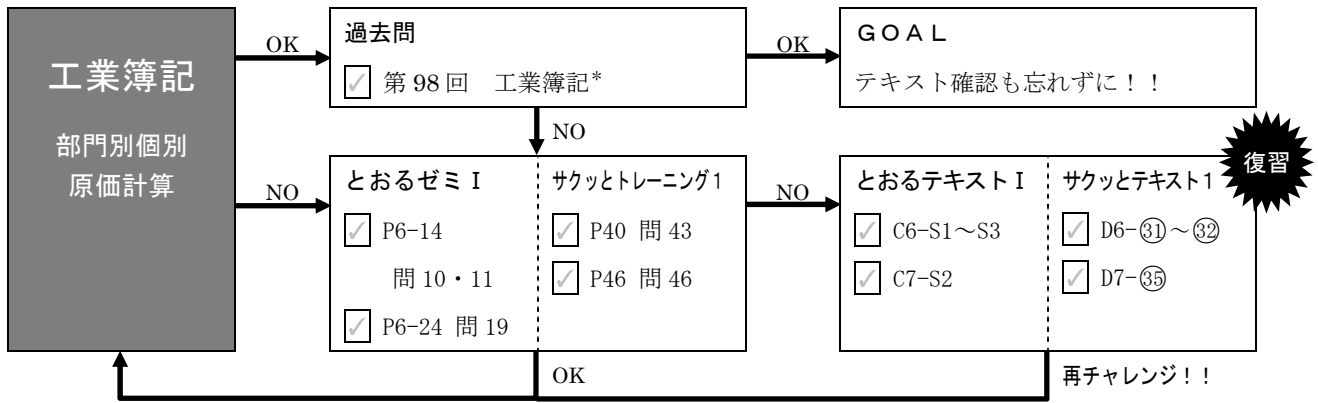 工業簿記
部門別個別
原価計算
OK
NO
過去問
✓ 第98回 工業簿記*
OK
GOAL
テキスト確認も忘れずに!!
NO
とおるゼミⅠ
✓ P6-14
問10・11
✓ P6-24 問19
サクッとトレーニング1
✓ P40 問43
✓ P46 問46
NO
とおるテキストⅠ
✓ C6-S1~S3
✓ C7-S2
サクッとテキスト1
✓ D6-㉛~㉜
✓ D7-㉟
復習
OK
再チャレンジ!!